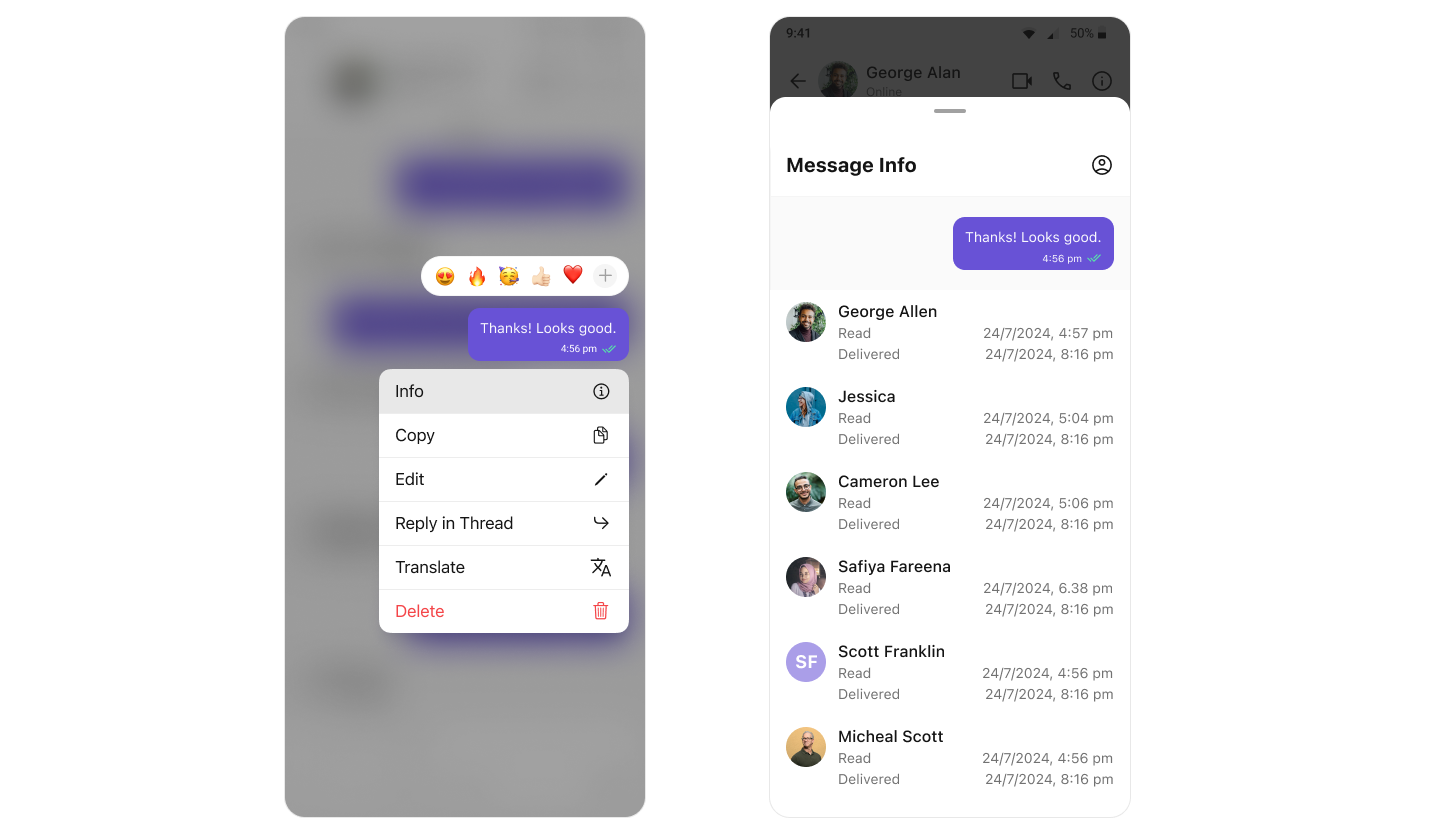 Thanks! Looks good.
4:56 pm
Info
Copy
Edit
Reply in Thread
Translate
Delete
9:41
50%
George Alan
Online
Message Info
Thanks! Looks good.
4:56 pm
George Allen
Read 24/7/2024, 4:57 pm
Delivered 24/7/2024, 8:16 pm
Jessica
Read 24/7/2024, 5:04 pm
Delivered 24/7/2024, 8:16 pm
Cameron Lee
Read 24/7/2024, 5:06 pm
Delivered 24/7/2024, 8:16 pm
Safiya Fareena
Read 24/7/2024, 6.38 pm
Delivered 24/7/2024, 8:16 pm
SF
Scott Franklin
Read 24/7/2024, 4:56 pm
Delivered 24/7/2024, 8:16 pm
Micheal Scott
Read 24/7/2024, 4:56 pm
Delivered 24/7/2024, 8:16 pm